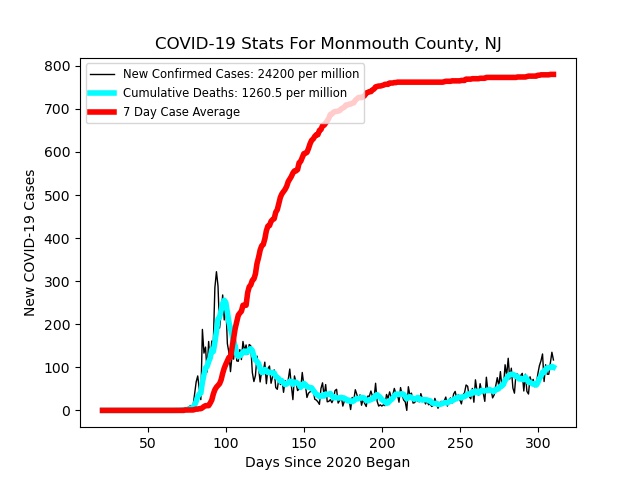 COVID-19 Stats For Monmouth County, NJ
New Confirmed Cases: 24200 per million
Cumulative Deaths: 1260.5 per million
7 Day Case Average
800
700
600
500
400
300
200
100
0
New COVID-19 Cases
50 100 150 200 250 300
Days Since 2020 Began